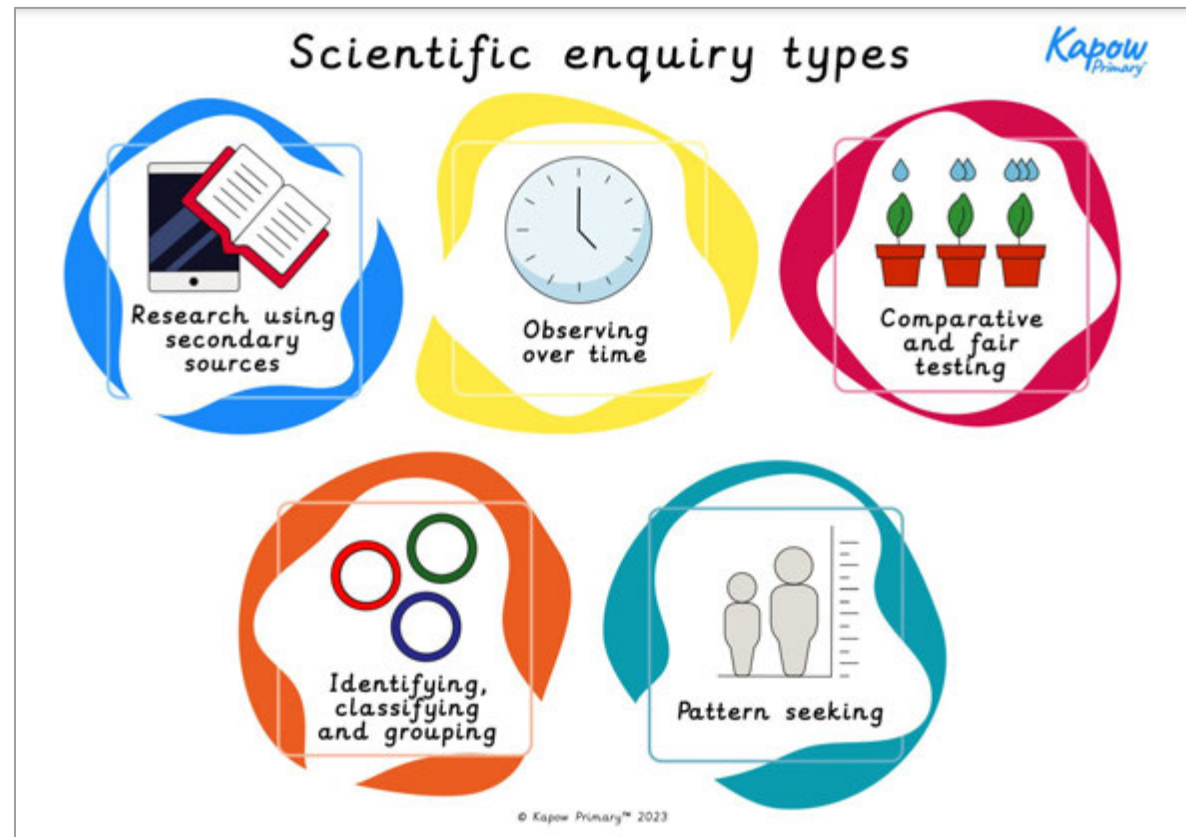 Scientific enquiry types
Kapow
Primary
Research using
secondary
sources
Observing
over time
Comparative
and fair
testing
Identifying,
classifying
and grouping
Pattern seeking
© Kapow Primary™ 2023